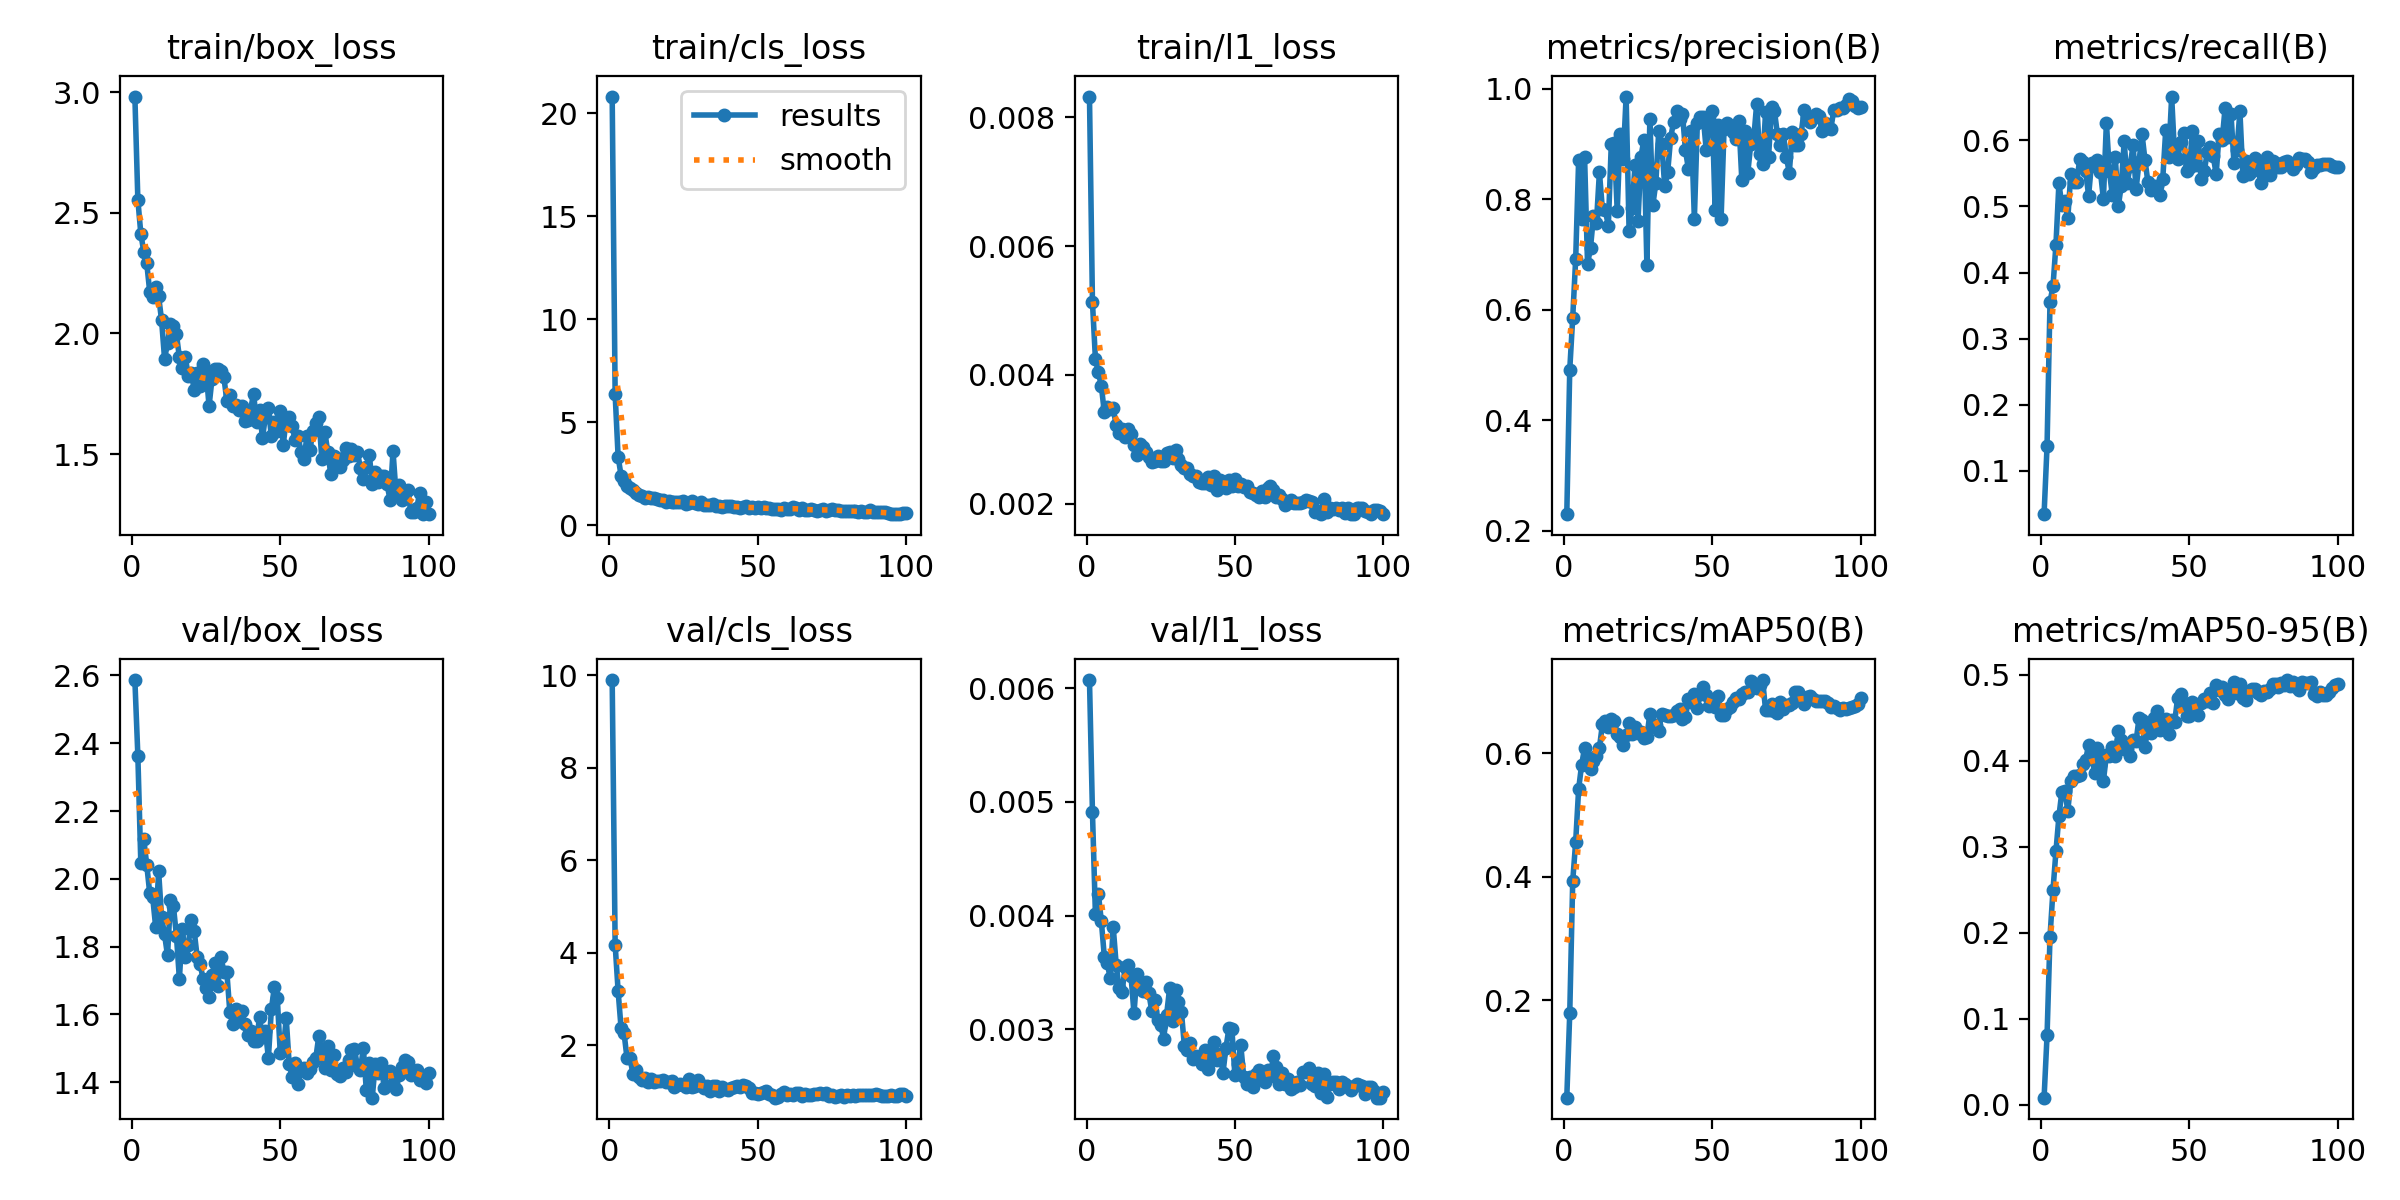 train/box_loss
3.0
2.5
2.0
1.5
0 50 100
train/cls_loss
results
smooth
20
15
10
5
0
0 50 100
train/l1_loss
0.008
0.006
0.004
0.002
0 50 100
metrics/precision(B)
1.0
0.8
0.6
0.4
0.2
0 50 100
metrics/recall(B)
0.6
0.5
0.4
0.3
0.2
0.1
0 50 100
val/box_loss
2.6
2.4
2.2
2.0
1.8
1.6
1.4
0 50 100
val/cls_loss
10
8
6
4
2
0 50 100
val/l1_loss
0.006
0.005
0.004
0.003
0 50 100
metrics/mAP50(B)
0.6
0.4
0.2
0 50 100
metrics/mAP50-95(B)
0.5
0.4
0.3
0.2
0.1
0.0
0 50 100